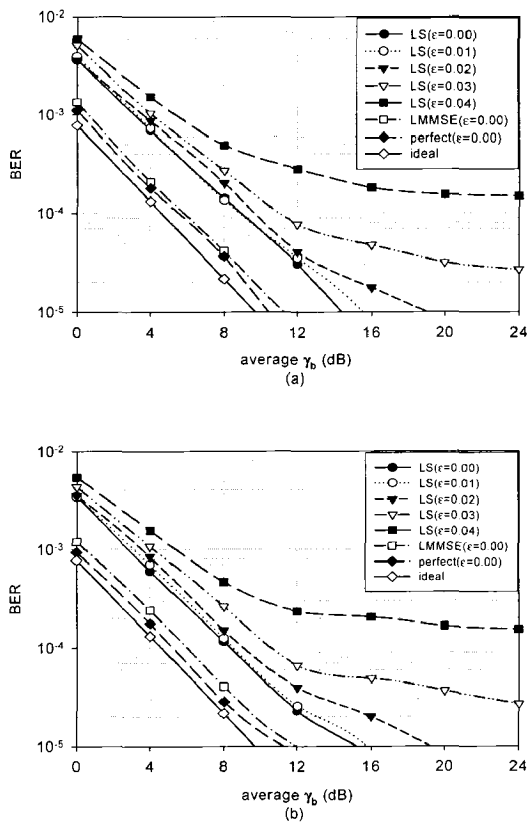 10-2
10-3
10-4
10-5
BER
LS(ε=0.00)
LS(ε=0.01)
LS(ε=0.02)
LS(ε=0.03)
LS(ε=0.04)
LMMSE(ε=0.00)
perfect(ε=0.00)
ideal
0 4 8 12 16 20 24
average γb (dB)
(a)
10-2
10-3
10-4
10-5
BER
LS(ε=0.00)
LS(ε=0.01)
LS(ε=0.02)
LS(ε=0.03)
LS(ε=0.04)
LMMSE(ε=0.00)
perfect(ε=0.00)
ideal
0 4 8 12 16 20 24
average γb (dB)
(b)